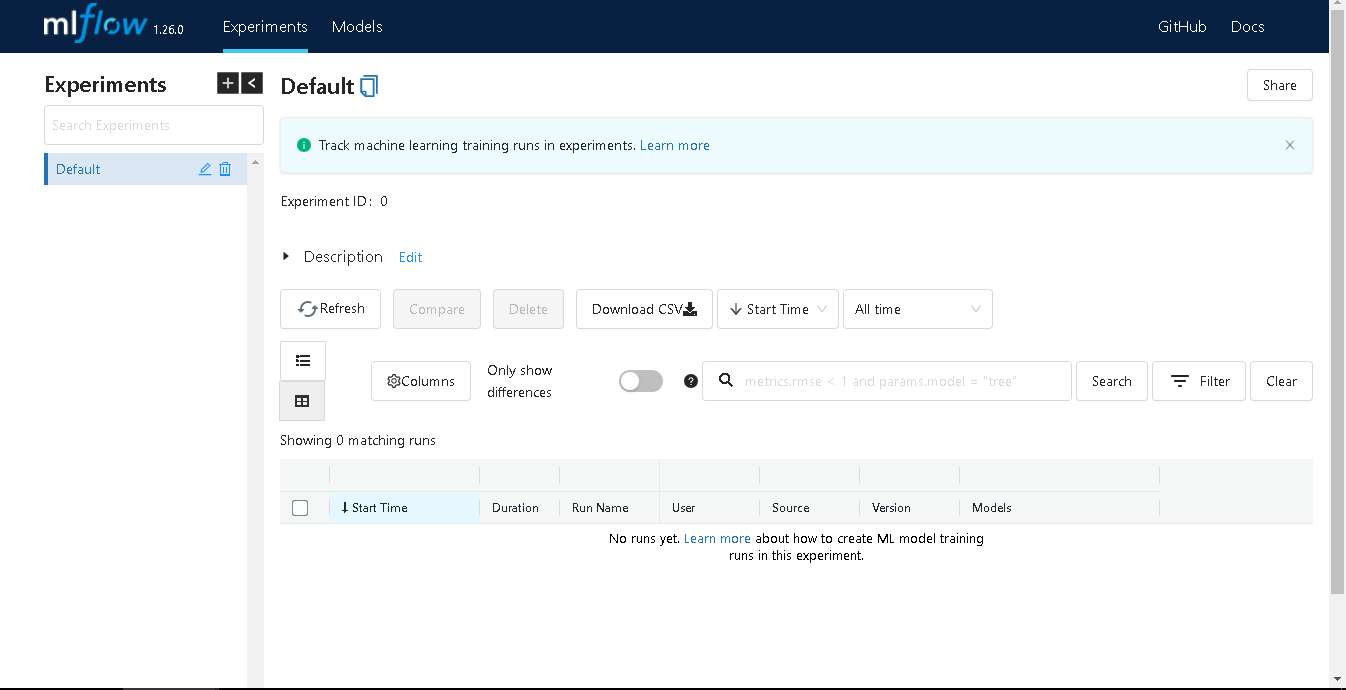 mlflow 1.26.0 Experiments Models GitHub Docs
Experiments + <
Default
Share
Search Experiments
Track machine learning training runs in experiments. Learn more
Default
Experiment ID: 0
Description Edit
Refresh Compare Delete Download CSV Start Time All time
Columns
Only show
differences
metrics.rmse < 1 and params.model = "tree"
Search Filter Clear
Showing 0 matching runs
Start Time Duration Run Name User Source Version Models
No runs yet. Learn more about how to create ML model training
runs in this experiment.